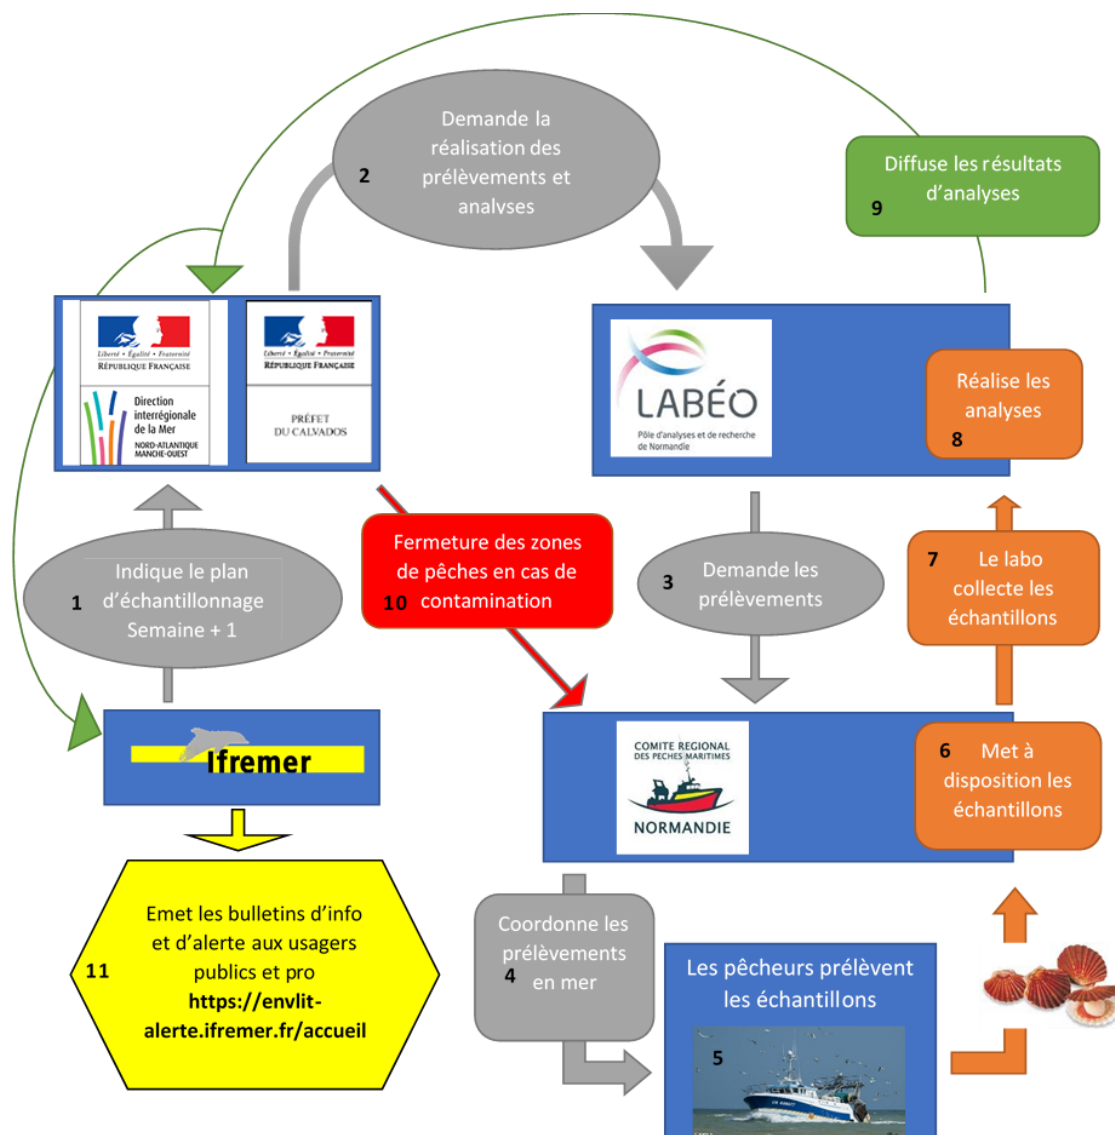 Demande la
réalisation des
2 prélèvements et
analvses
Diffuse les résultats
d'analyses
9
Liberté • Égalité • Fraternité
RÉPUBLIQUE FRANÇAISE
Direction
interrégionale
de la Mer
NORD-ATLANTIQUE
MANCHE-OUEST
Liberté • Égalité • Fraternité
RÉPUBLIQUE FRANÇAISE
PRÉFET
DU CALVADOS
LABÉO
Pôle d'analyses et de recherche
de Normandie
Réalise les
analyses
8
Indique le plan
1 d'échantillonnage
Semaine + 1
Fermeture des zones
de pêches en cas de
10 contamination
3 Demande les
prélèvements
7 Le labo
collecte les
échantillons
Ifremer
COMITE REGIONAL
DES PECHES MARITIMES
NORMANDIE
6 Met à
disposition les
échantillons
Emet les bulletins d'info
et d'alerte aux usagers
11 publics et pro
https://envlit-
alerte.ifremer.fr/accueil
Coordonne les
prélèvements
4 en mer
Les pêcheurs prélèvent
les échantillons
5